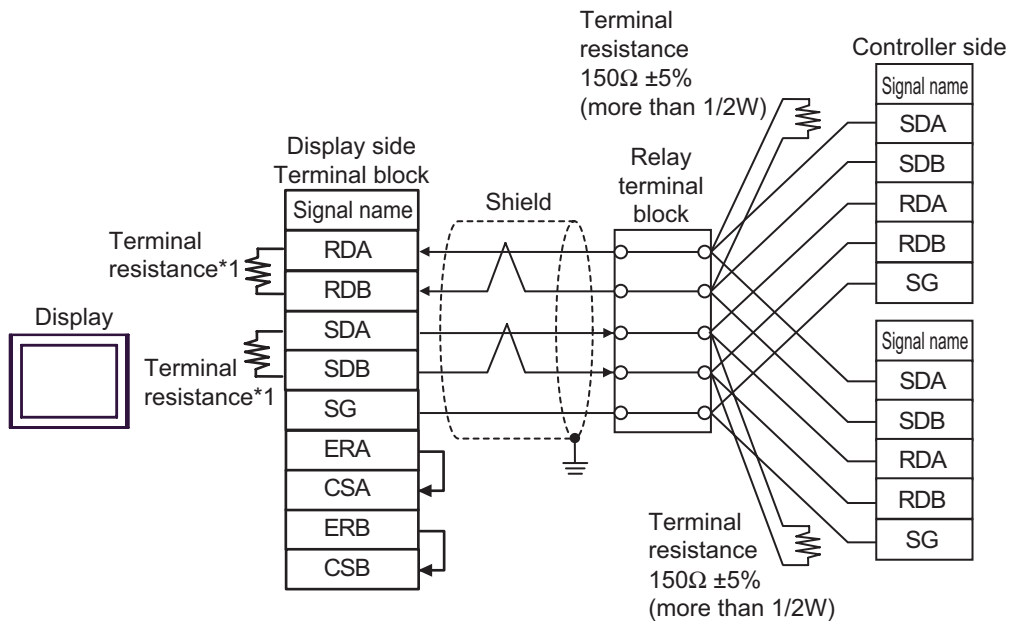 Terminal
resistance
150Ω ±5%
(more than 1/2W)
Controller side
Signal name
SDA
SDB
RDA
RDB
SG
Signal name
SDA
SDB
RDA
RDB
SG
Display side
Terminal block
Signal name
RDA
RDB
SDA
SDB
SG
ERA
CSA
ERB
CSB
Shield
Relay
terminal
block
Terminal
resistance*1
Display
Terminal
resistance*1
Terminal
resistance
150Ω ±5%
(more than 1/2W)